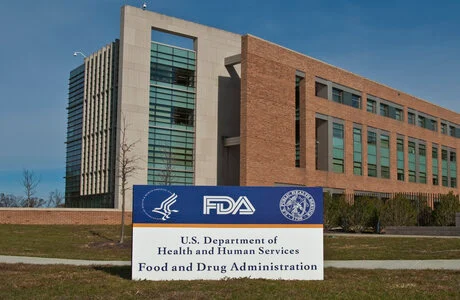 FDA
U.S. Department of
Health and Human Services
Food and Drug Administration